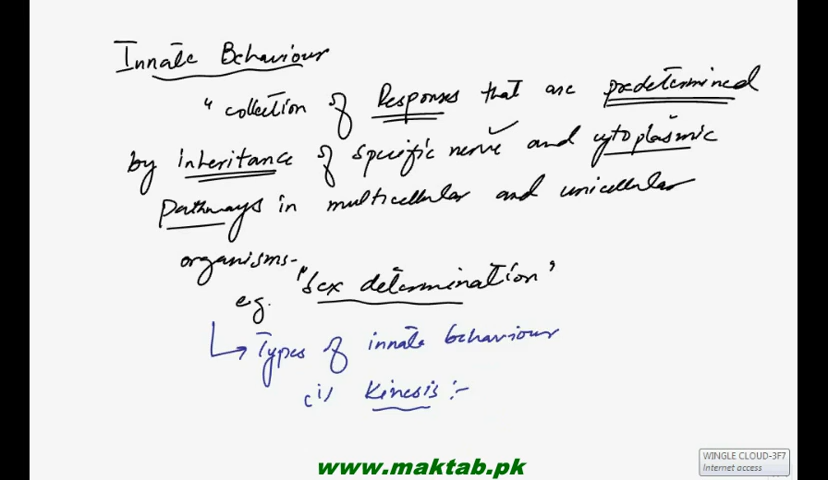 Innate Behaviour
" collection of Responses that are predetermined
by inheritance of specific nerve and cytoplasmic
pathways in multicellular and unicellular
organisms-
e.g. "Sex determination"
Types of innate behaviour
(i) Kinesis :-
www.maktab.pk
WINGLE CLOUD-3F7
Internet access